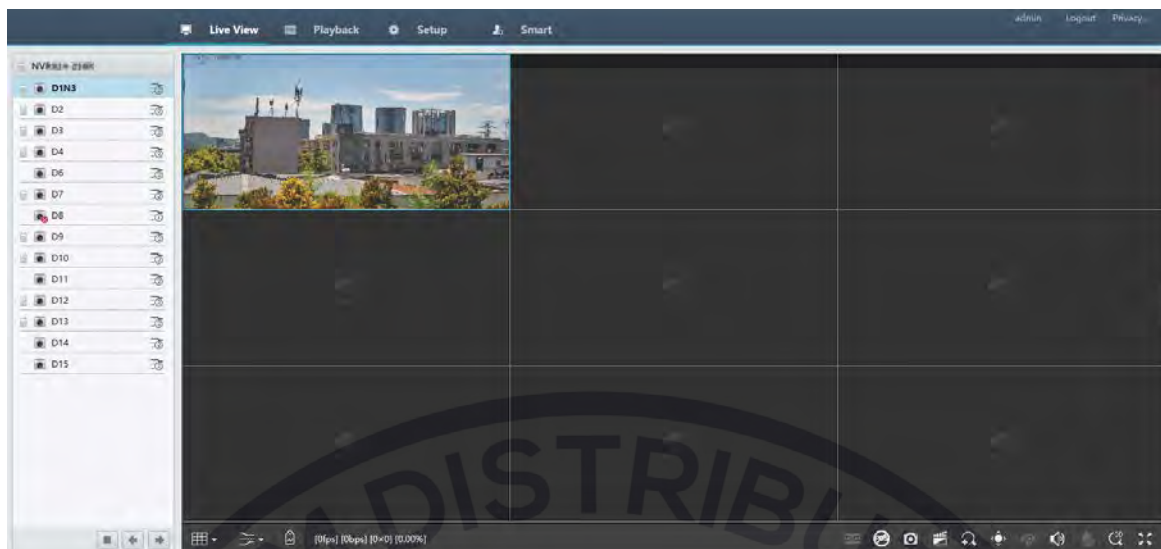 Live View Playback Setup Smart
admin Logout Privacy...
D1N3
D2
D3
D4
D6
D7
D8
D9
D10
D11
D12
D13
D14
D15
[0fps] [0bps] [0×0] [0.00%]
DISTRIBU